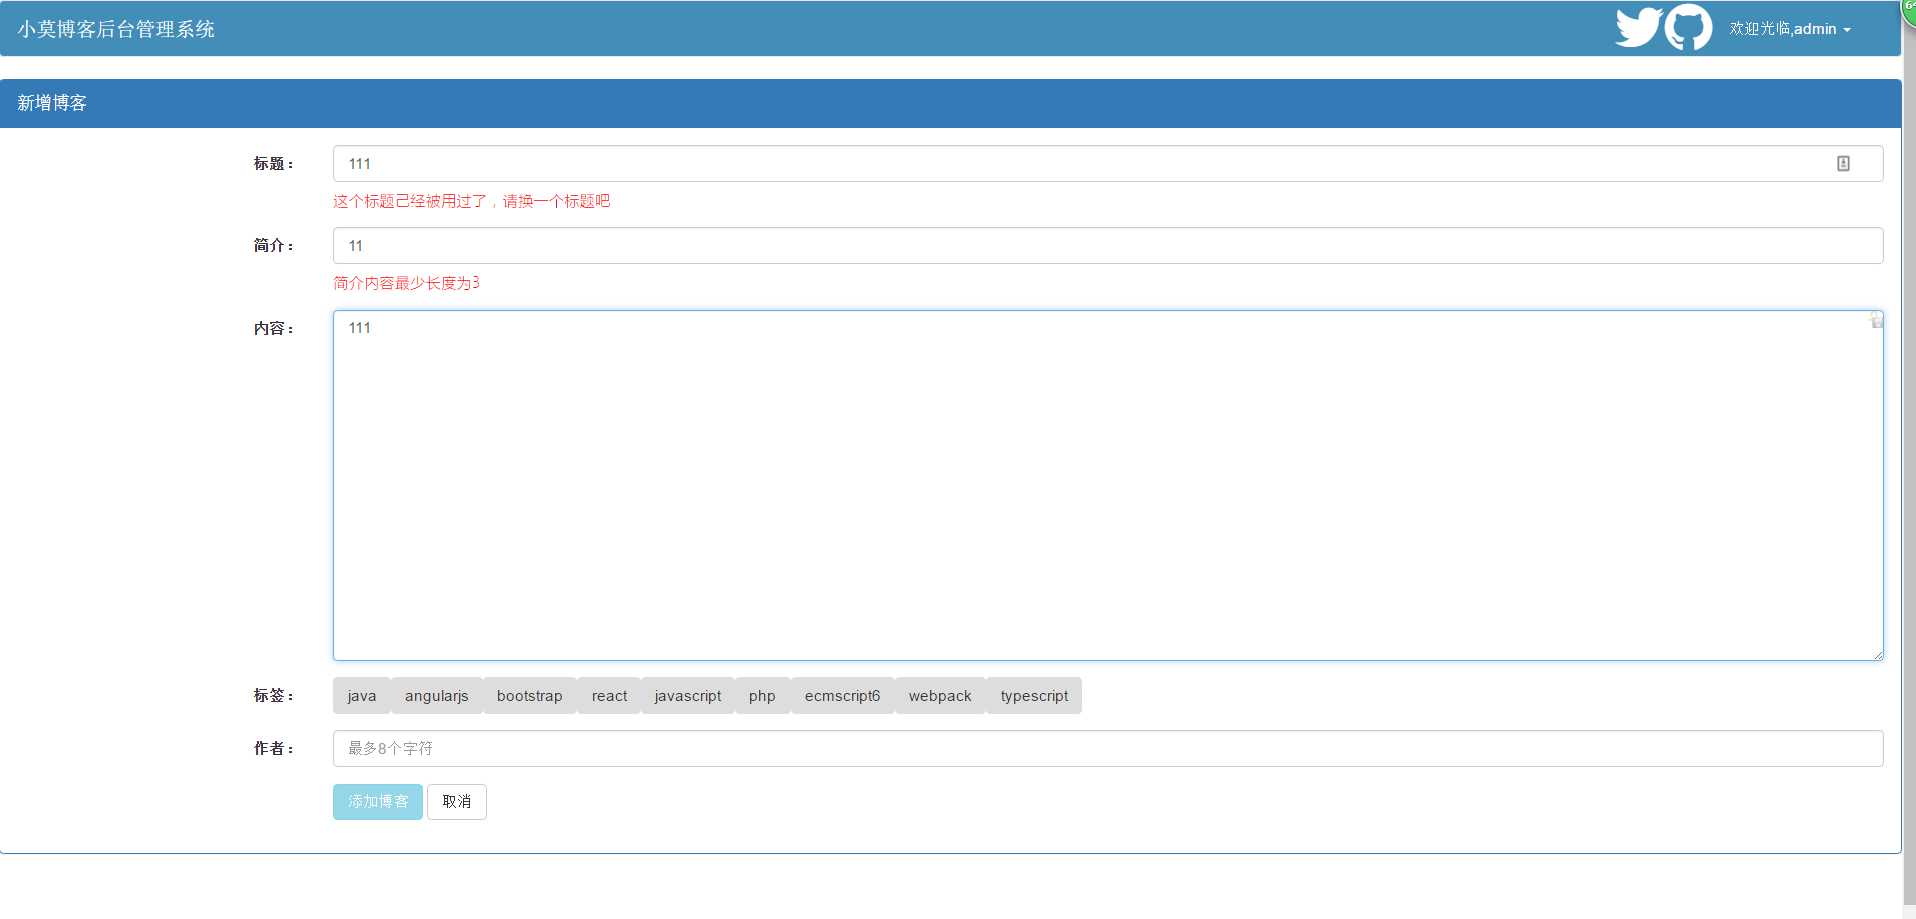 小莫博客后台管理系统
欢迎光临,admin
新增博客
标题：
111
这个标题已经被用过了，请换一个标题吧
简介：
11
简介内容最少长度为3
内容：
111
标签：
java angularjs bootstrap react javascript php ecmscript6 webpack typescript
作者：
最多8个字符
添加博客 取消